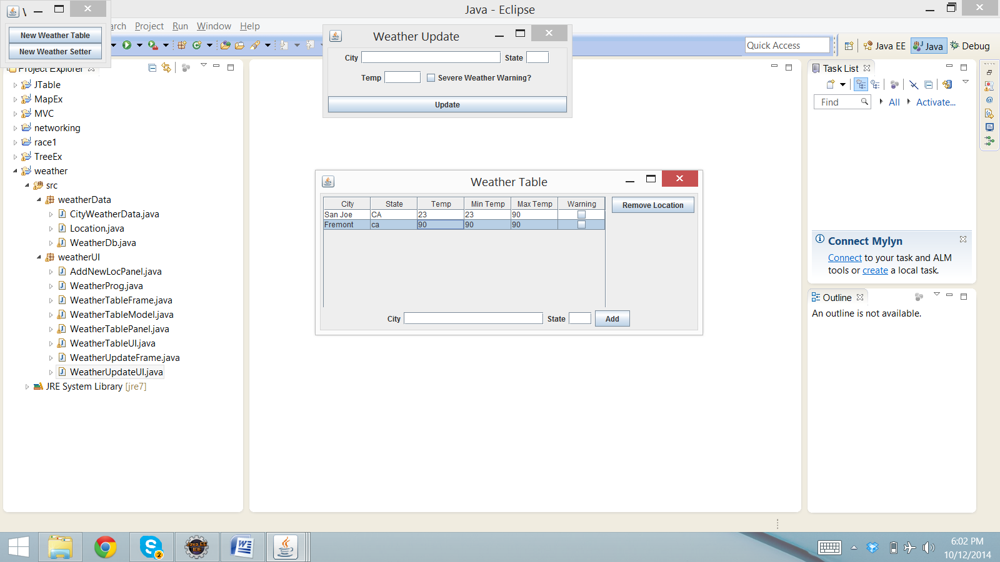 \
Java - Eclipse
New Weather Table
New Weather Setter
arch Project Run Window Help
Quick Access
Java EE
Java
Debug
Weather Update
City
State
Temp
Severe Weather Warning?
Update
Project Explorer
JTable
MapEx
MVC
networking
race1
TreeEx
weather
src
weatherData
CityWeatherData.java
Location.java
WeatherDb.java
weatherUI
AddNewLocPanel.java
WeatherProg.java
WeatherTableFrame.java
WeatherTableModel.java
WeatherTablePanel.java
WeatherTableUI.java
WeatherUpdateFrame.java
WeatherUpdateUI.java
JRE System Library [jre7]
Weather Table
City State Temp Min Temp Max Temp Warning
San Joe CA 23 23 90
Fremont ca 90 90 90
Remove Location
City
State
Add
Task List
Find
All
Activate...
Connect Mylyn
Connect to your task and ALM
tools or create a local task.
Outline
An outline is not available.
2
Java EE
IDE
6:02 PM
10/12/2014